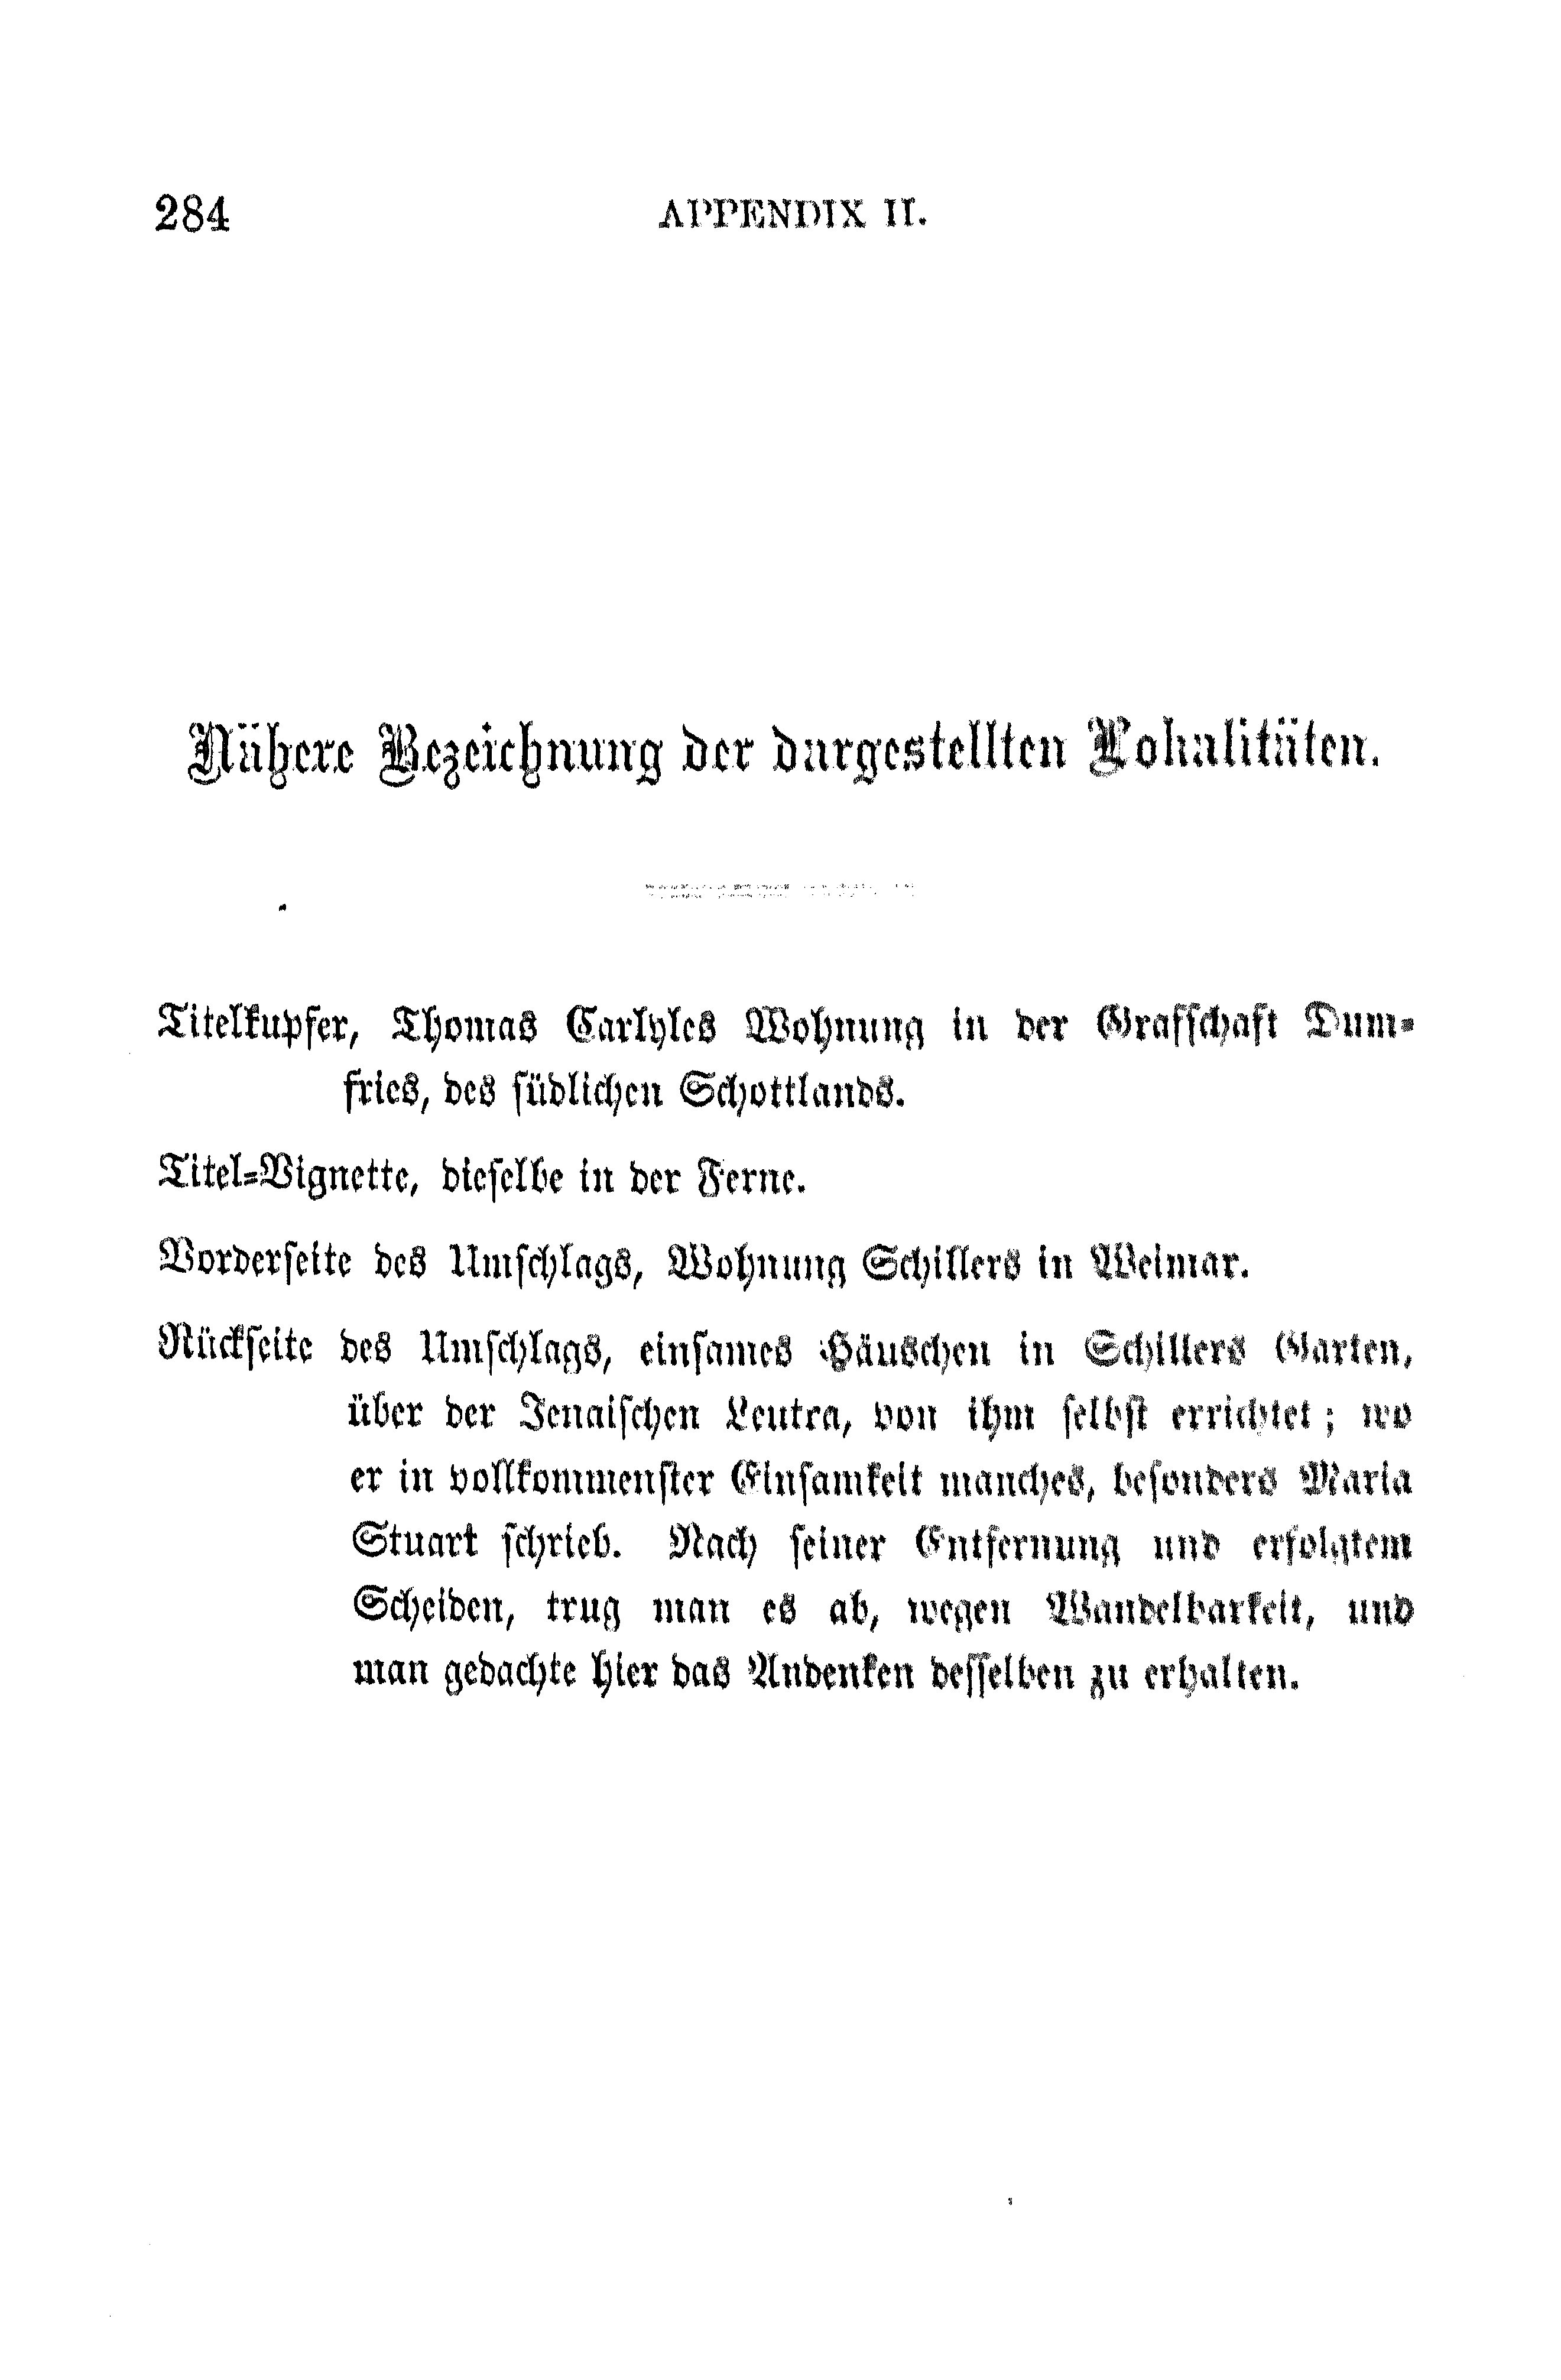 284 APPENDIX II.
Nähere Bezeichnung der dargestellten Lokalitäten.
Titelkupfer, Thomas Carlyles Wohnung in der Grafschaft Dum=
fries, des südlichen Schottlands.
Titel=Vignette, dieselbe in der Ferne.
Vorderseite des Umschlags, Wohnung Schillers in Weimar.
Rückseite des Umschlags, einsames Häuschen in Schillers Garten,
über der Jenaischen Leutra, von ihm selbst errichtet; wo
er in vollkommenster Einsamkeit manches, besonders Maria
Stuart schrieb. Nach seiner Entfernung und erfolgtem
Scheiden, trug man es ab, wegen Wandelbarkeit, und
man gedachte hier das Andenken desselben zu erhalten.